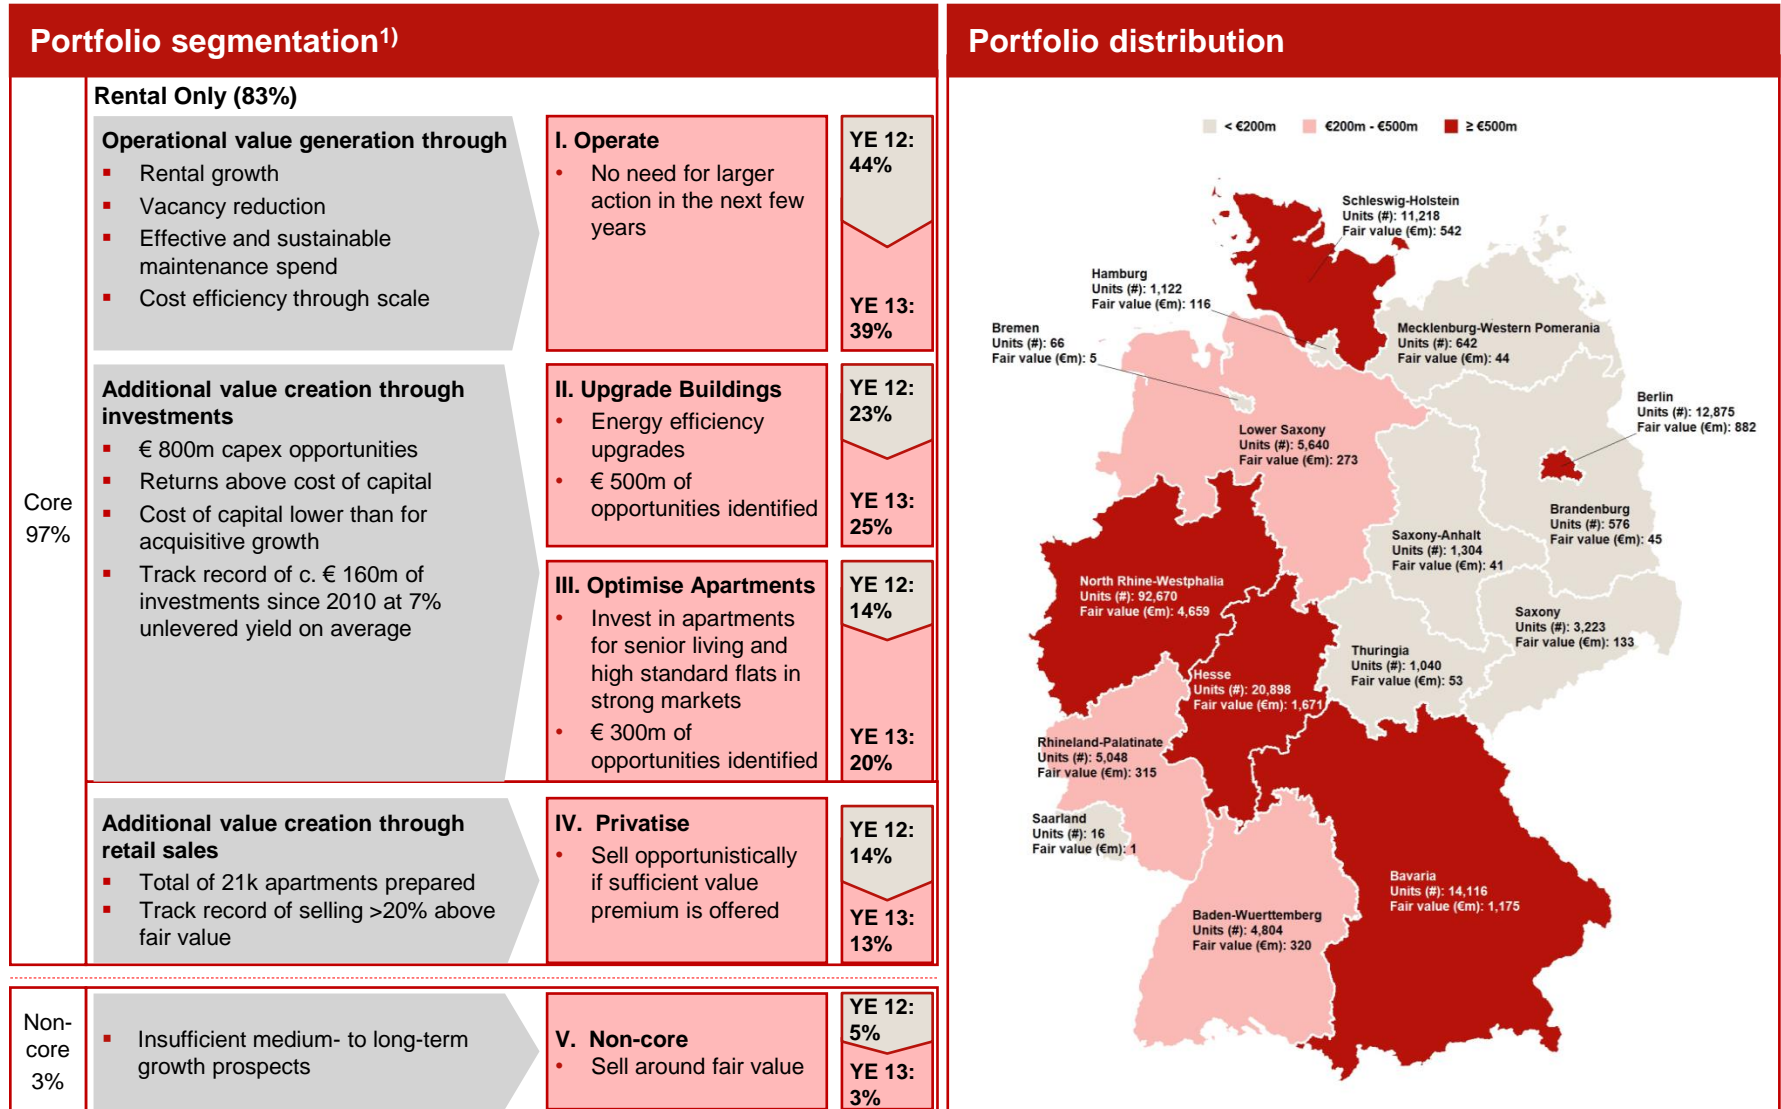 Portfolio segmentation1)
Core
97%
Rental Only (83%)
Operational value generation through
▪ Rental growth
▪ Vacancy reduction
▪ Effective and sustainable
maintenance spend
▪ Cost efficiency through scale
I. Operate
• No need for larger
action in the next few
years
YE 12:
44%
YE 13:
39%
Additional value creation through
investments
▪ € 800m capex opportunities
▪ Returns above cost of capital
▪ Cost of capital lower than for
acquisitive growth
▪ Track record of c. € 160m of
investments since 2010 at 7%
unlevered yield on average
II. Upgrade Buildings
• Energy efficiency
upgrades
• € 500m of
opportunities identified
YE 12:
23%
YE 13:
25%
III. Optimise Apartments
• Invest in apartments
for senior living and
high standard flats in
strong markets
• € 300m of
opportunities identified
YE 12:
14%
YE 13:
20%
Additional value creation through
retail sales
▪ Total of 21k apartments prepared
▪ Track record of selling >20% above
fair value
IV. Privatise
• Sell opportunistically
if sufficient value
premium is offered
YE 12:
14%
YE 13:
13%
Non-
core
3%
▪ Insufficient medium- to long-term
growth prospects
V. Non-core
• Sell around fair value
YE 12:
5%
YE 13:
3%
Portfolio distribution
< €200m
€200m - €500m
≥ €500m
Schleswig-Holstein
Units (#): 11,218
Fair value (€m): 542
Hamburg
Units (#): 1,122
Fair value (€m): 116
Bremen
Units (#): 66
Fair value (€m): 5
Mecklenburg-Western Pomerania
Units (#): 642
Fair value (€m): 44
Berlin
Units (#): 12,875
Fair value (€m): 882
Lower Saxony
Units (#): 5,640
Fair value (€m): 273
Brandenburg
Units (#): 576
Fair value (€m): 45
Saxony-Anhalt
Units (#): 1,304
Fair value (€m): 41
North Rhine-Westphalia
Units (#): 92,670
Fair value (€m): 4,659
Saxony
Units (#): 3,223
Fair value (€m): 133
Thuringia
Units (#): 1,040
Fair value (€m): 53
Hesse
Units (#): 20,898
Fair value (€m): 1,671
Rhineland-Palatinate
Units (#): 5,048
Fair value (€m): 315
Saarland
Units (#): 16
Fair value (€m): 1
Bavaria
Units (#): 14,116
Fair value (€m): 1,175
Baden-Wuerttemberg
Units (#): 4,804
Fair value (€m): 320